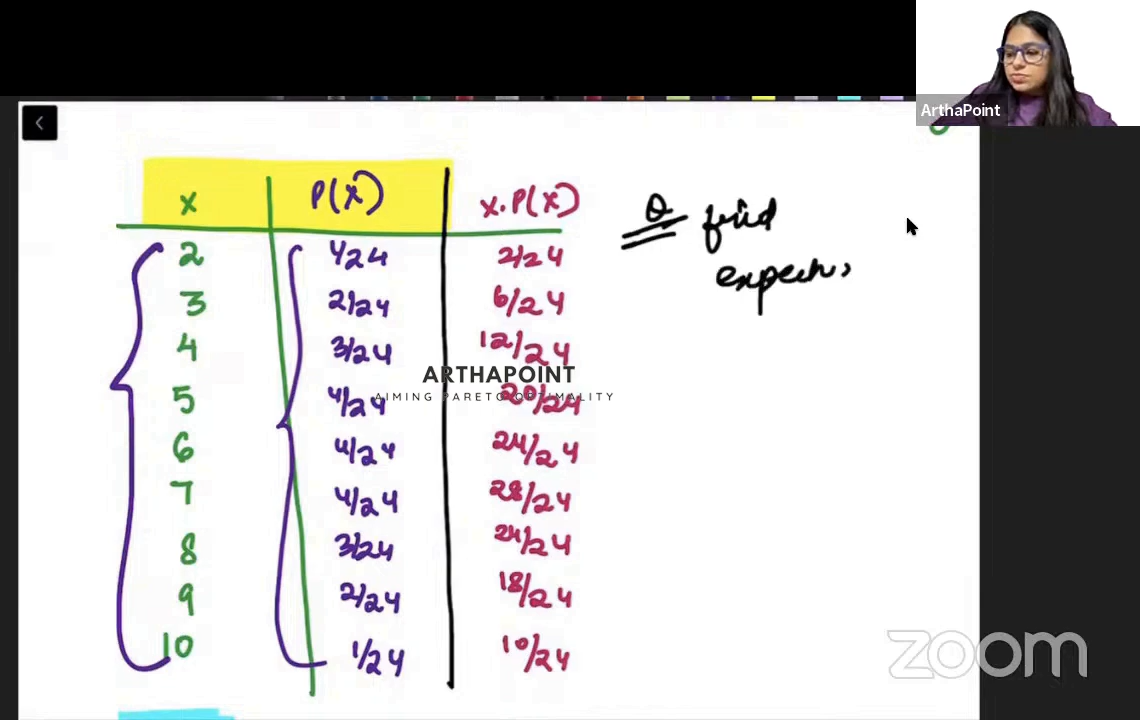 ArthaPoint
x P(x) x.P(x)
2 1/24 2/24
3 2/24 6/24
4 3/24 12/24
5 4/24 20/24
6 4/24 24/24
7 4/24 28/24
8 3/24 24/24
9 2/24 18/24
10 1/24 10/24
Q find
ARTHAPOINT
AIMING PARETO OPTIMALITY
zoom